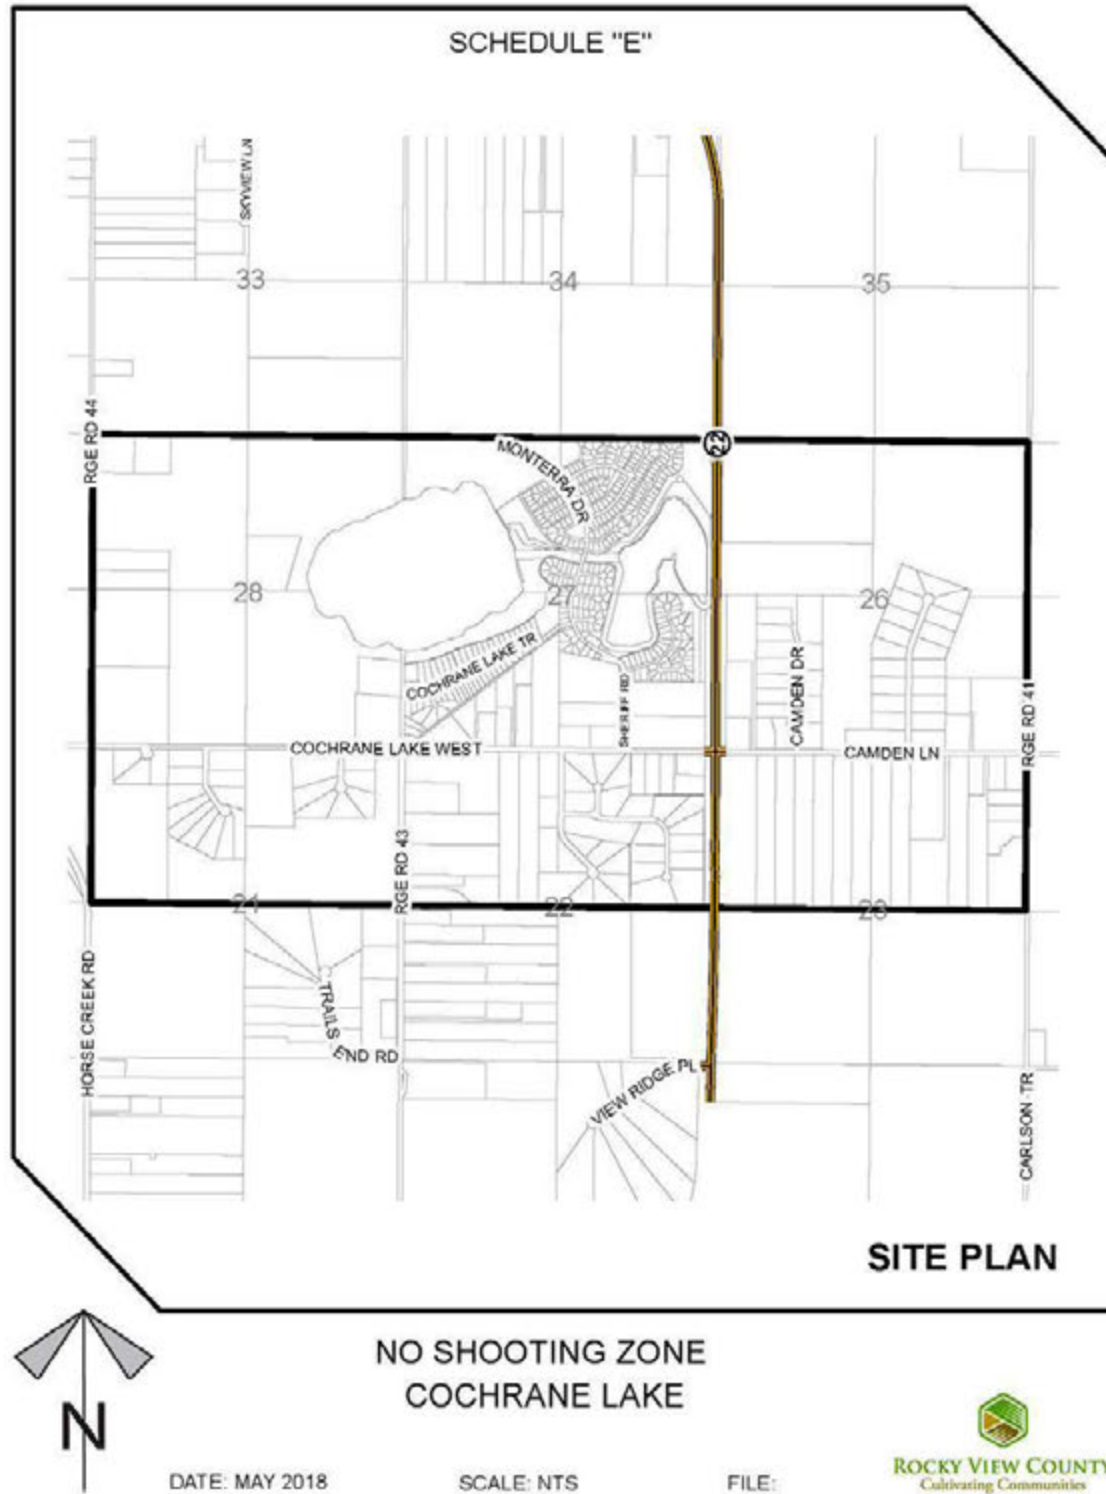 SCHEDULE "E"
SKYVIEW LN
33
34
35
RGE RD 44
22
MONTERRA DR
28
27
26
COCHRANE LAKE TR
SHERIFF RD
CAMDEN DR
RGE RD 41
COCHRANE LAKE WEST
CAMDEN LN
RGE RD 43
21
22
23
HORSE CREEK RD
TRAILS END RD
VIEW RIDGE PL
CARLSON TR
SITE PLAN
NO SHOOTING ZONE
COCHRANE LAKE
N
DATE: MAY 2018
SCALE: NTS
FILE:
ROCKY VIEW COUNTY
Cultivating Communities